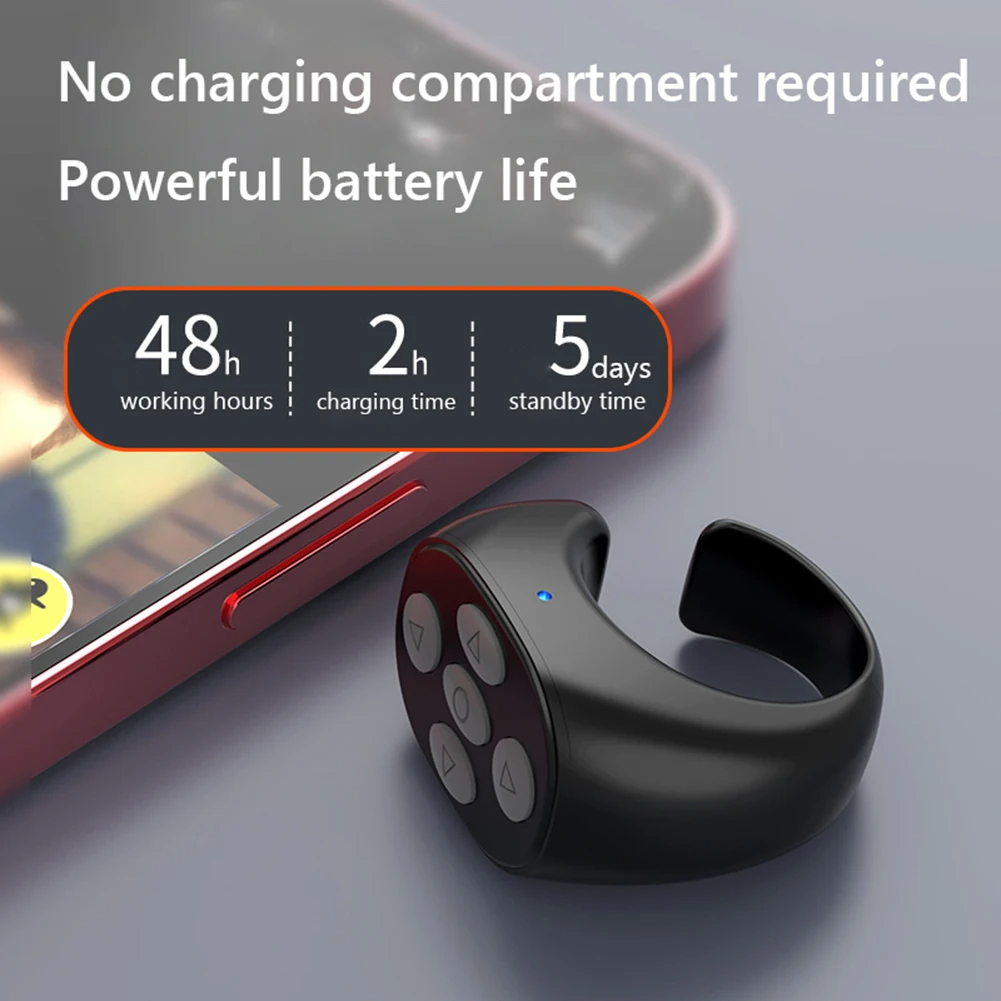 No charging compartment required
Powerful battery life
48h
2h
5days
working hours
charging time
standby time